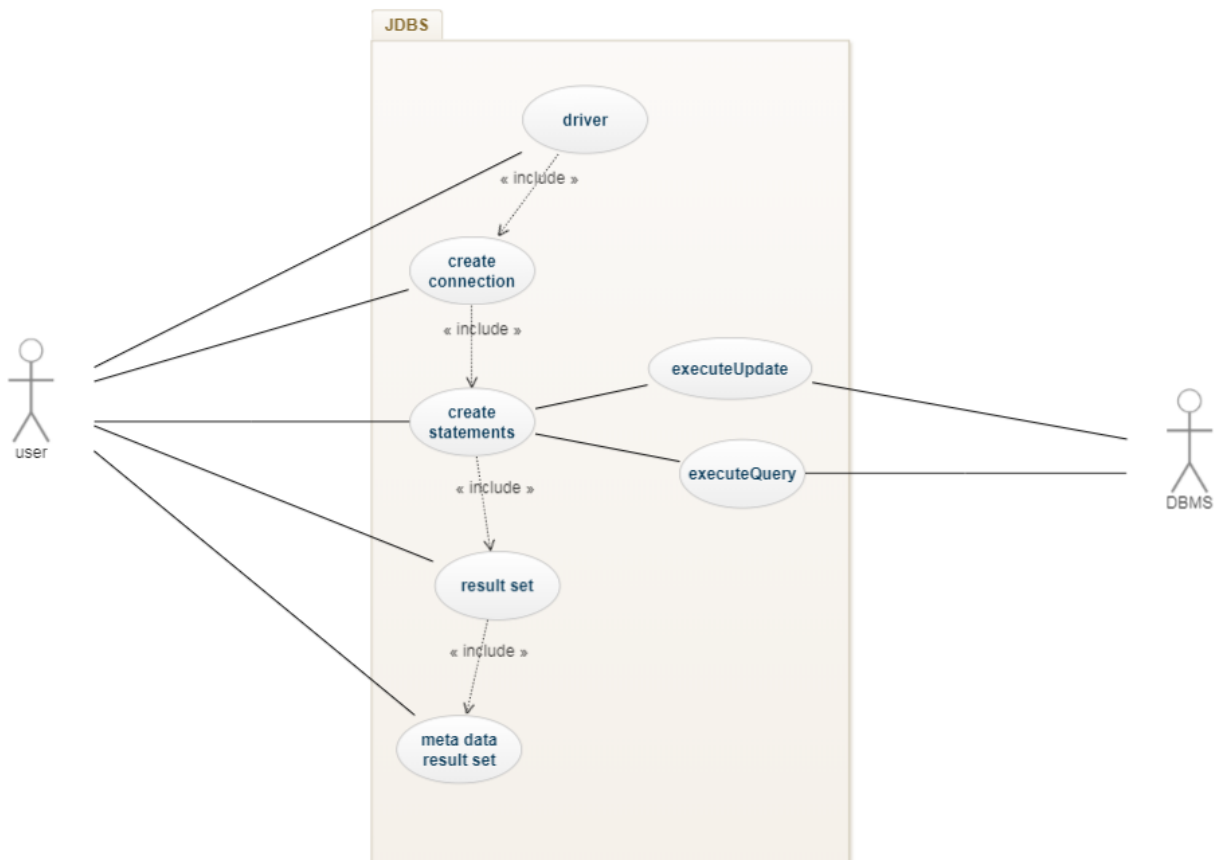 JDBS
driver
« include »
create
connection
« include »
executeUpdate
create
statements
executeQuery
« include »
user
DBMS
result set
« include »
meta data
result set